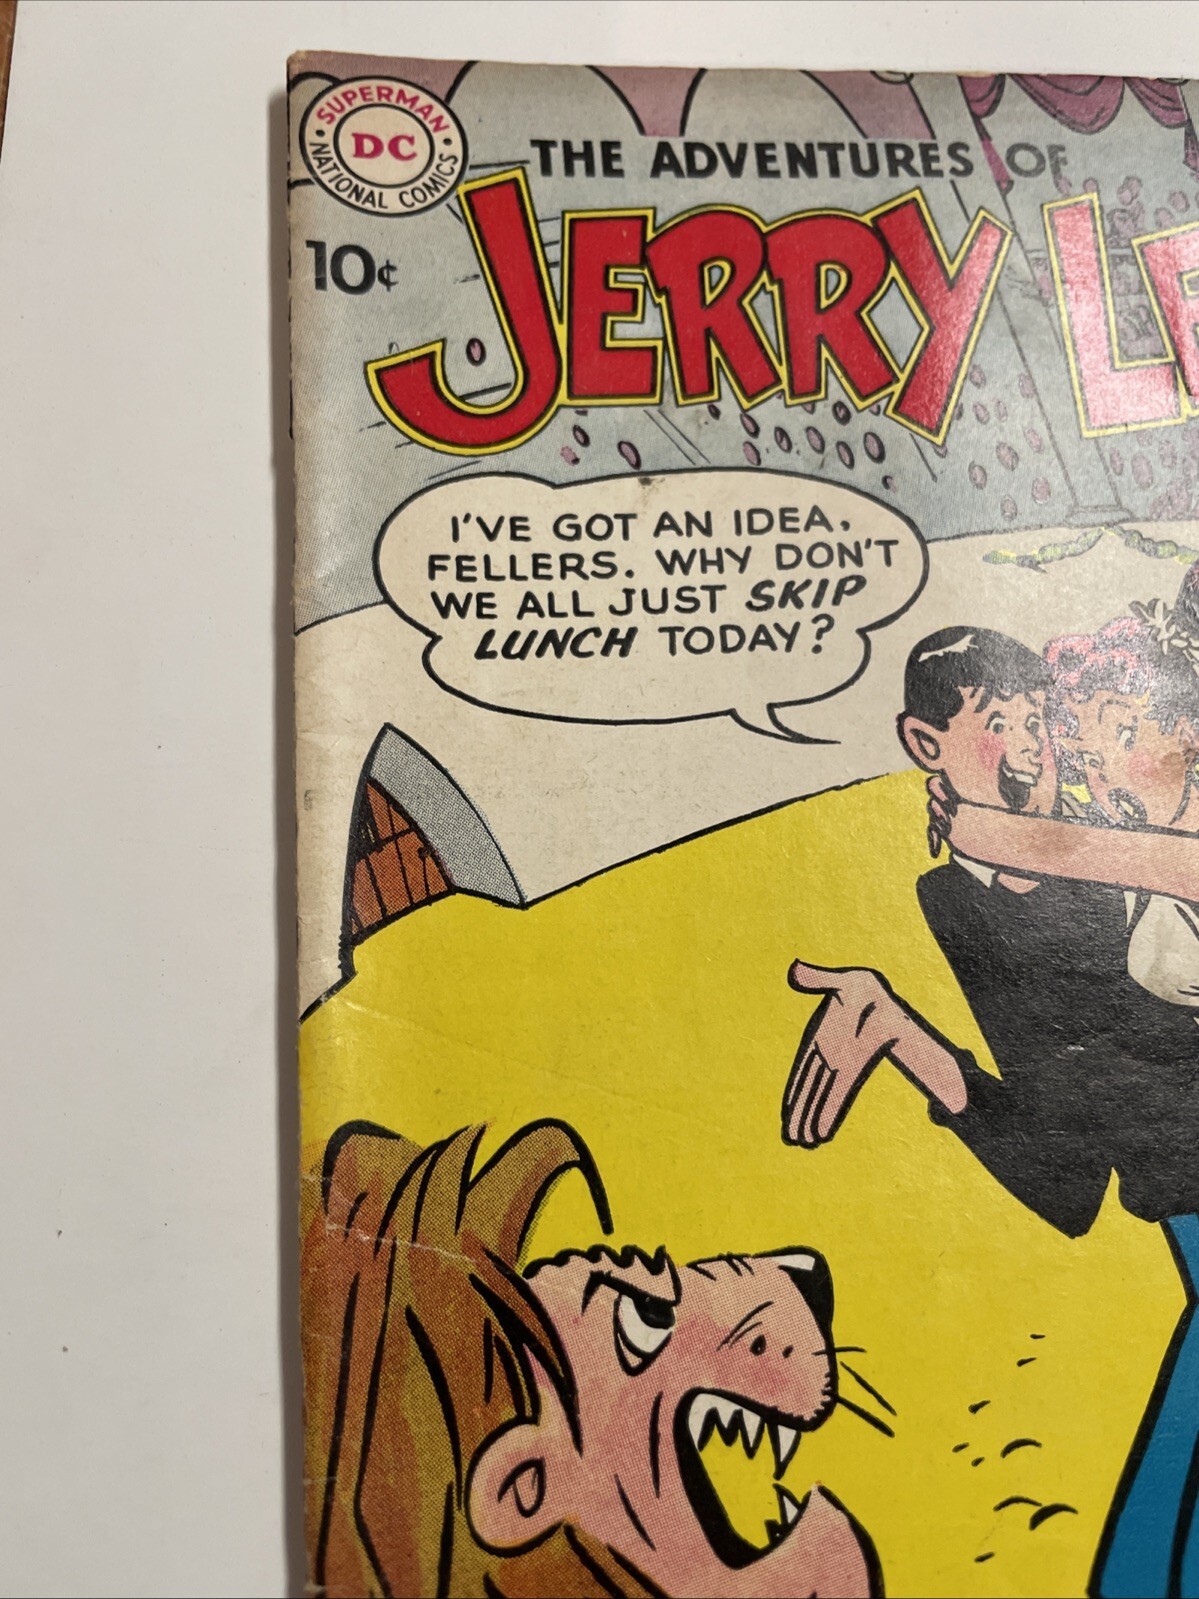 SUPERMAN
DC
NATIONAL COMICS
THE ADVENTURES OF
JERRY LE
10¢
I'VE GOT AN IDEA,
FELLERS. WHY DON'T
WE ALL JUST SKIP
LUNCH TODAY?